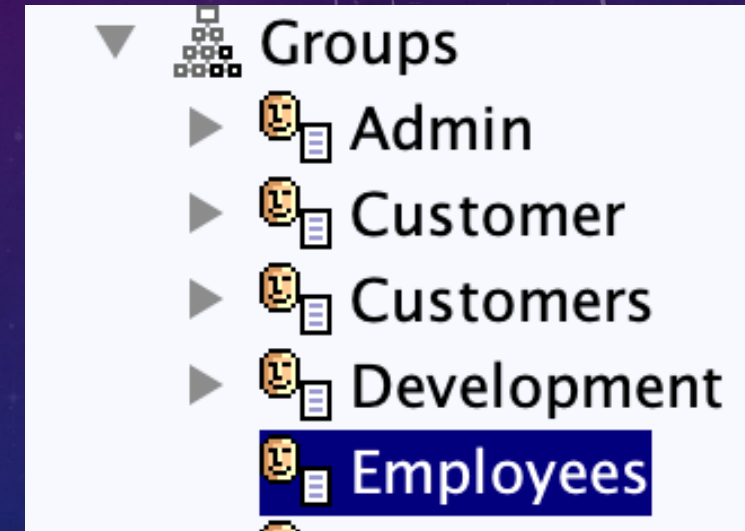 Groups
Admin
Customer
Customers
Development
Employees